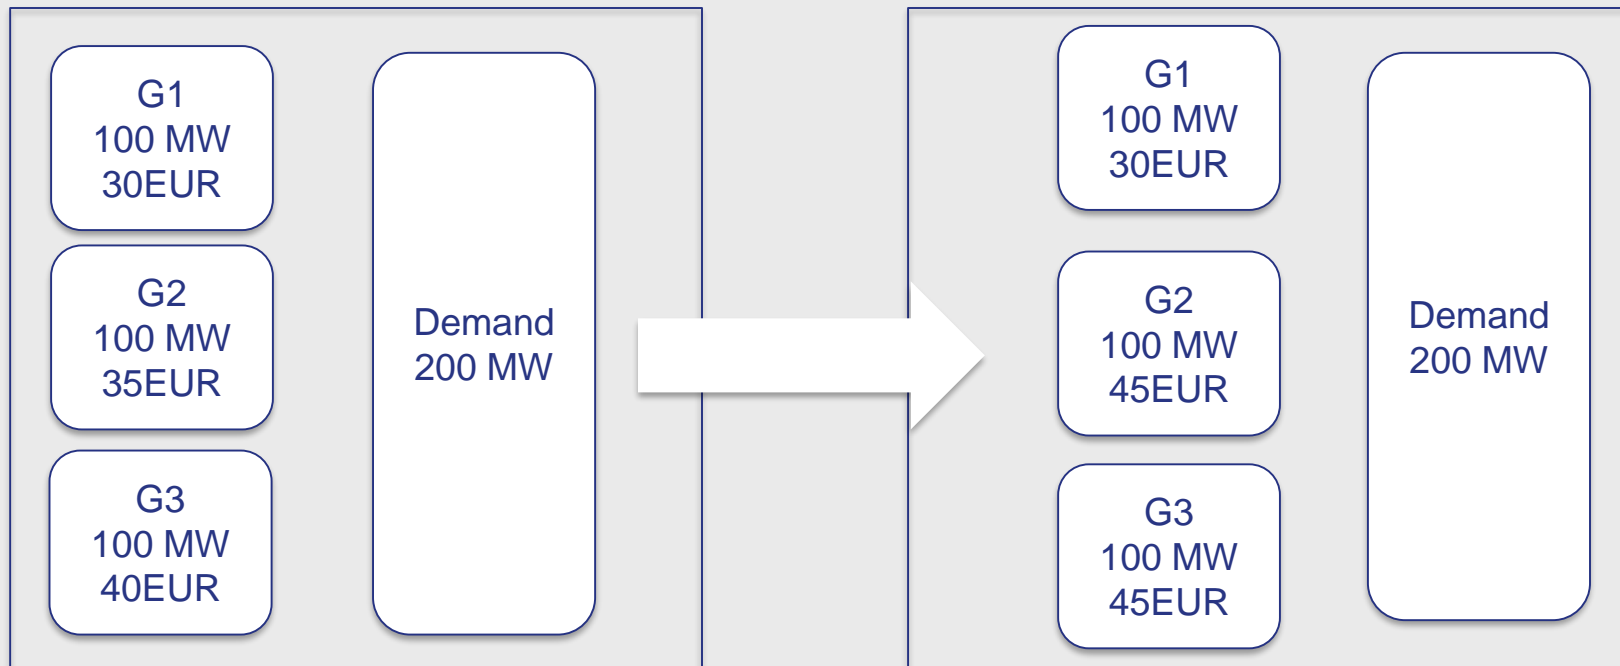 G1
100 MW
30EUR
G2
100 MW
35EUR
G3
100 MW
40EUR
Demand
200 MW
G1
100 MW
30EUR
G2
100 MW
45EUR
G3
100 MW
45EUR
Demand
200 MW